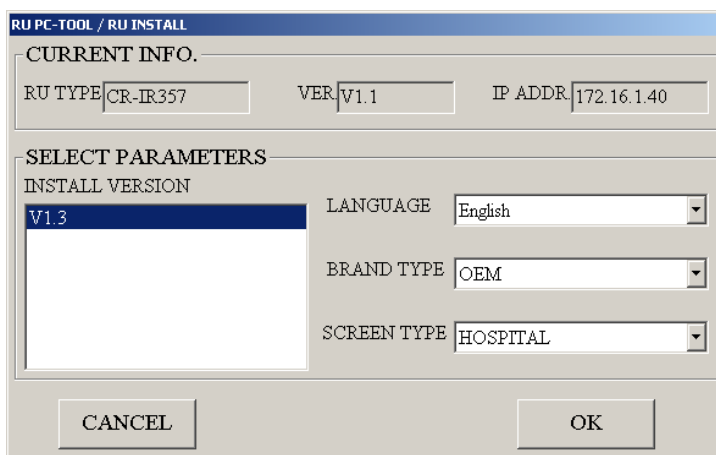 RU PC-TOOL / RU INSTALL
CURRENT INFO.
RU TYPE CR-IR357 VER. V1.1 IP ADDR. 172.16.1.40
SELECT PARAMETERS
INSTALL VERSION
V1.3
LANGUAGE English
BRAND TYPE OEM
SCREEN TYPE HOSPITAL
CANCEL OK